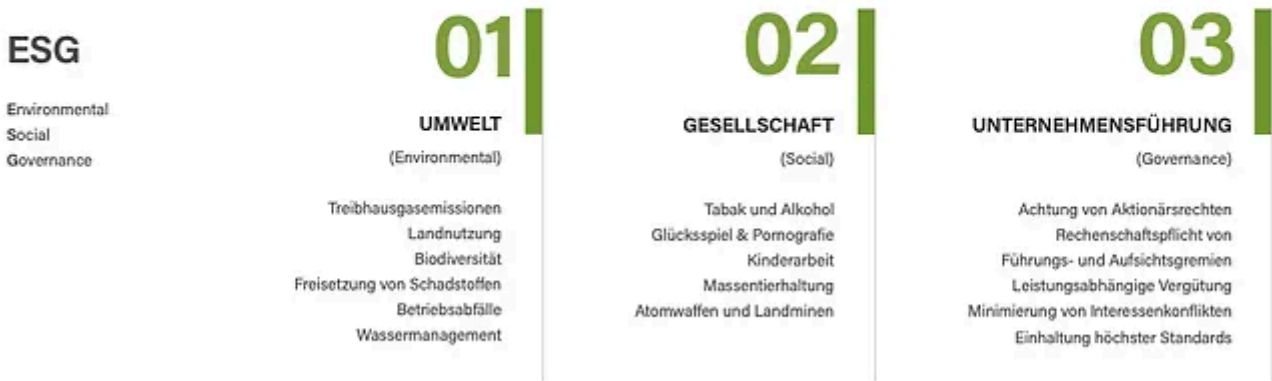 ESG
Environmental
Social
Governance
01
UMWELT
(Environmental)
Treibhausgasemissionen
Landnutzung
Biodiversität
Freisetzung von Schadstoffen
Betriebsabfälle
Wassermanagement
02
GESELLSCHAFT
(Social)
Tabak und Alkohol
Glücksspiel & Pornografie
Kinderarbeit
Massentierhaltung
Atomwaffen und Landminen
03
UNTERNEHMENSFÜHRUNG
(Governance)
Achtung von Aktionärsrechten
Rechenschaftspflicht von
Führungs- und Aufsichtsgremien
Leistungsabhängige Vergütung
Minimierung von Interessenkonflikten
Einhaltung höchster Standards